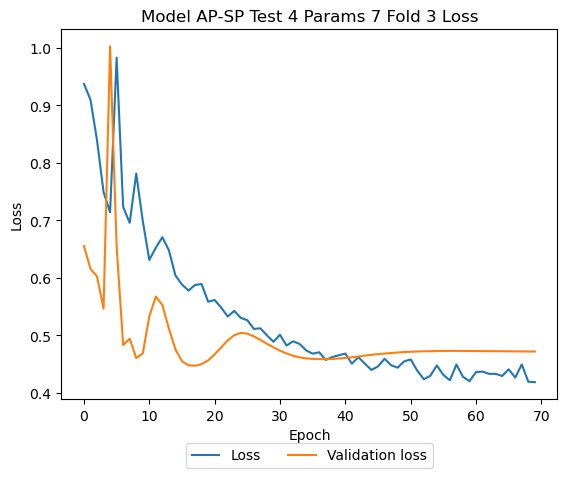 Model AP-SP Test 4 Params 7 Fold 3 Loss
1.0
0.9
0.8
0.7
0.6
0.5
0.4
Loss
0 10 20 30 40 50 60 70
Epoch
Loss Validation loss